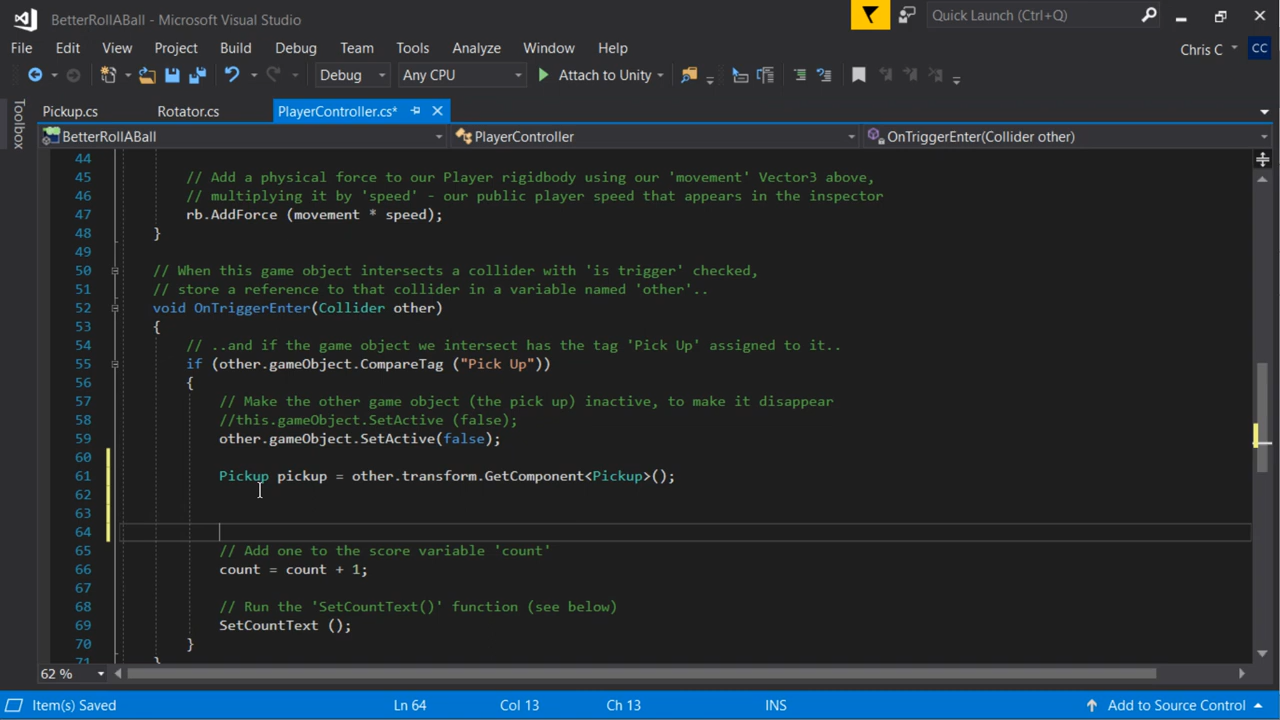 BetterRollABall - Microsoft Visual Studio
Quick Launch (Ctrl+Q)
File Edit View Project Build Debug Team Tools Analyze Window Help
Chris C CC
Debug Any CPU Attach to Unity
Toolbox
Pickup.cs Rotator.cs PlayerController.cs*
BetterRollABall PlayerController OnTriggerEnter(Collider other)
44
45 // Add a physical force to our Player rigidbody using our 'movement' Vector3 above,
46 // multiplying it by 'speed' - our public player speed that appears in the inspector
47 rb.AddForce (movement * speed);
48 }
49
50 // When this game object intersects a collider with 'is trigger' checked,
51 // store a reference to that collider in a variable named 'other'..
52 void OnTriggerEnter(Collider other)
53 {
54 // ..and if the game object we intersect has the tag 'Pick Up' assigned to it..
55 if (other.gameObject.CompareTag ("Pick Up"))
56 {
57 // Make the other game object (the pick up) inactive, to make it disappear
58 //this.gameObject.SetActive (false);
59 other.gameObject.SetActive(false);
60
61 Pickup pickup = other.transform.GetComponent<Pickup>();
62
63
64
65 // Add one to the score variable 'count'
66 count = count + 1;
67
68 // Run the 'SetCountText()' function (see below)
69 SetCountText ();
70 }
71 }
62 %
Item(s) Saved Ln 64 Col 13 Ch 13 INS Add to Source Control